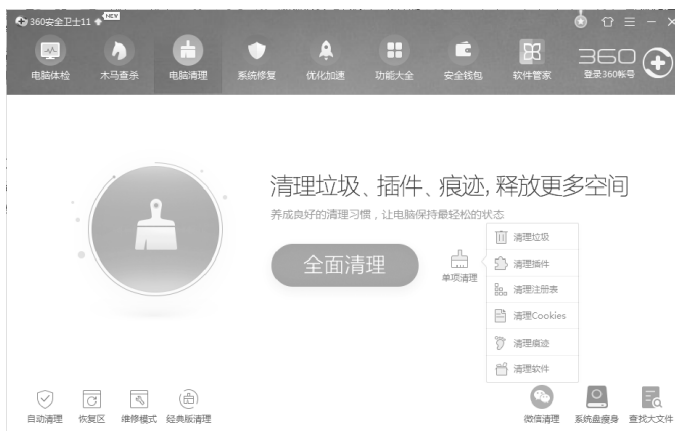 360安全卫士11 NEW
电脑体检 木马查杀 电脑清理 系统修复 优化加速 功能大全 安全钱包 软件管家 360 登录360帐号
清理垃圾、插件、痕迹,释放更多空间
养成良好的清理习惯，让电脑保持最轻松的状态
全面清理
单项清理
清理垃圾
清理插件
清理注册表
清理Cookies
清理痕迹
清理软件
自动清理 恢复区 维修模式 经典版清理 微信清理 系统盘瘦身 查找大文件